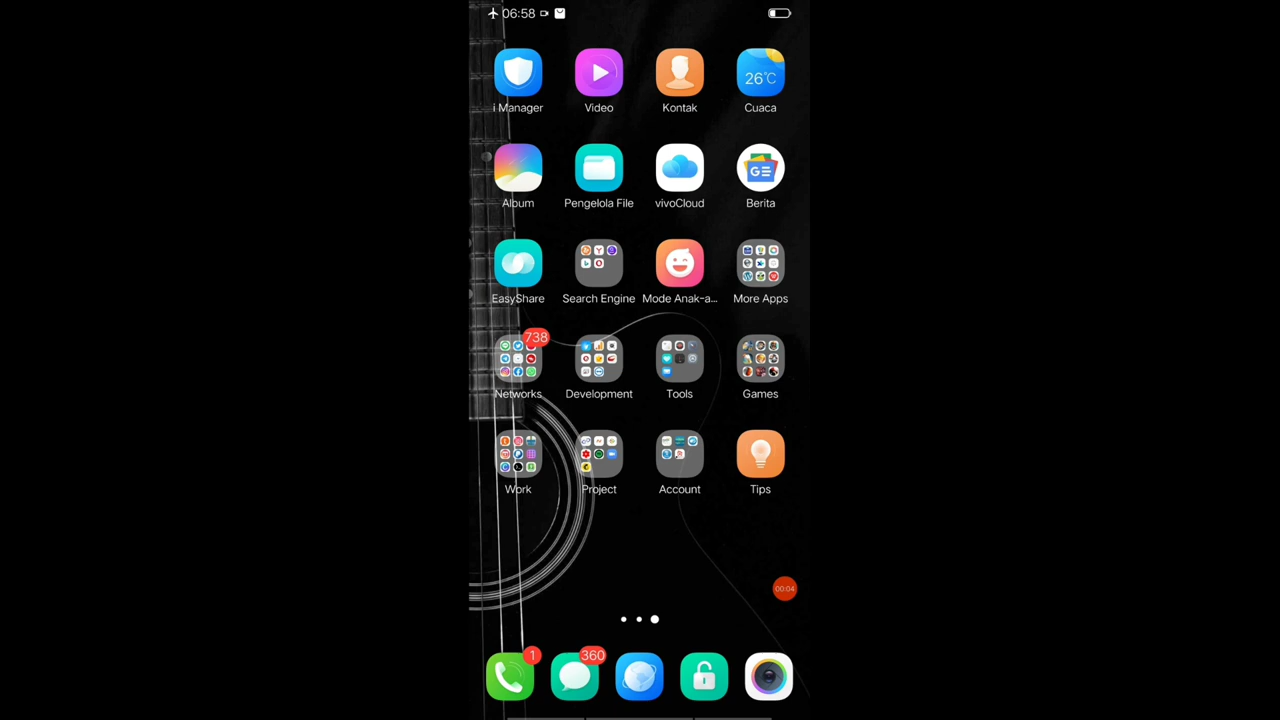 06:58
i Manager Video Kontak 26°C Cuaca
Album Pengelola File vivoCloud GE Berita
EasyShare Search Engine Mode Anak-a... More Apps
738
Networks Development Tools Games
Work Project Account Tips
00:04
1 360